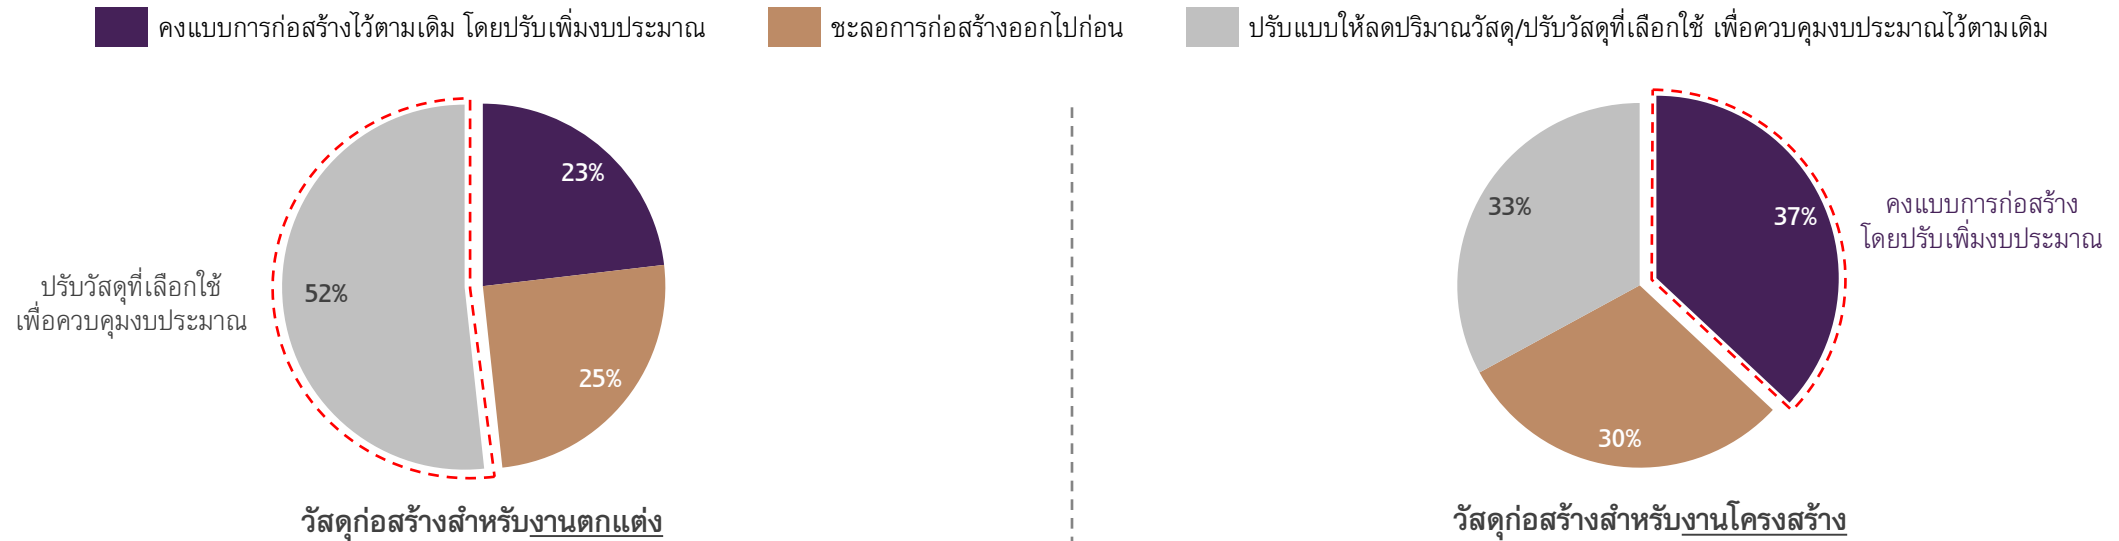 คงแบบการก่อสร้างไว้ตามเดิม โดยปรับเพิ่มงบประมาณ
ชะลอการก่อสร้างออกไปก่อน
ปรับแบบให้ลดปริมาณวัสดุ/ปรับวัสดุที่เลือกใช้ เพื่อควบคุมงบประมาณไว้ตามเดิม
23%
52%
25%
ปรับวัสดุที่เลือกใช้
เพื่อควบคุมงบประมาณ
วัสดุก่อสร้างสำหรับงานตกแต่ง
33%
37%
30%
คงแบบการก่อสร้าง
โดยปรับเพิ่มงบประมาณ
วัสดุก่อสร้างสำหรับงานโครงสร้าง